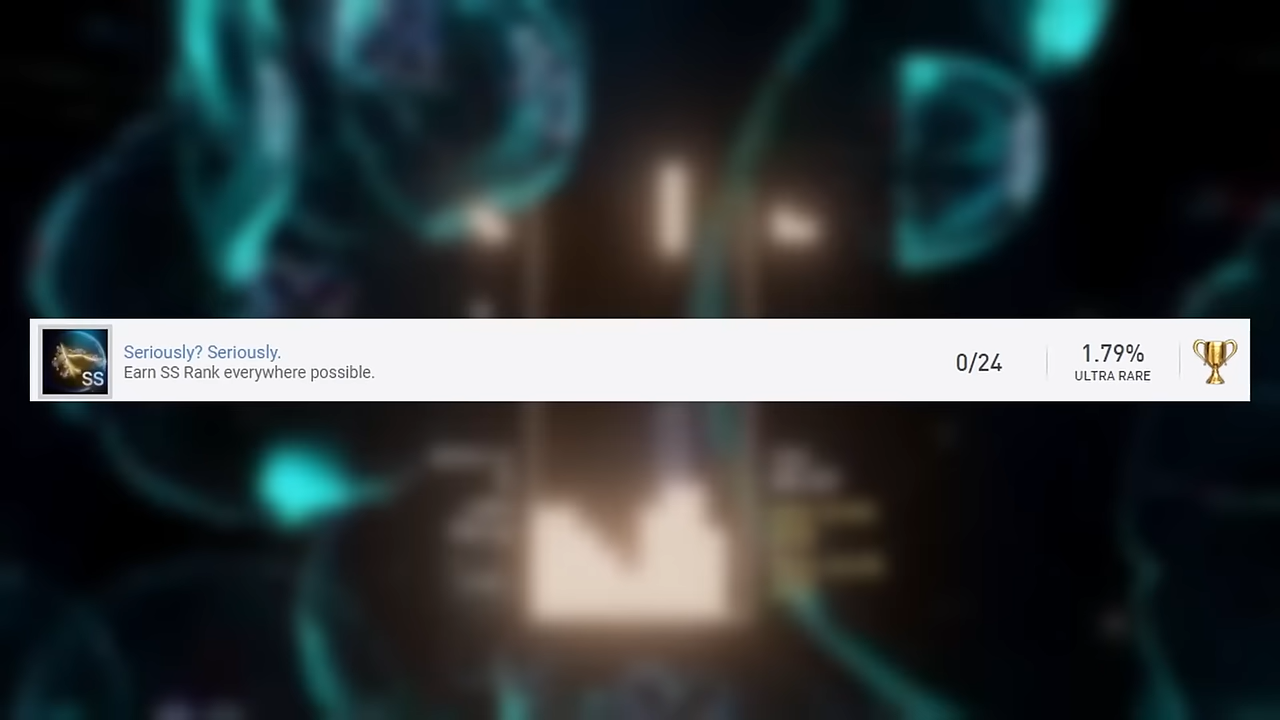 SS
Seriously? Seriously.
Earn SS Rank everywhere possible.
0/24
1.79%
ULTRA RARE